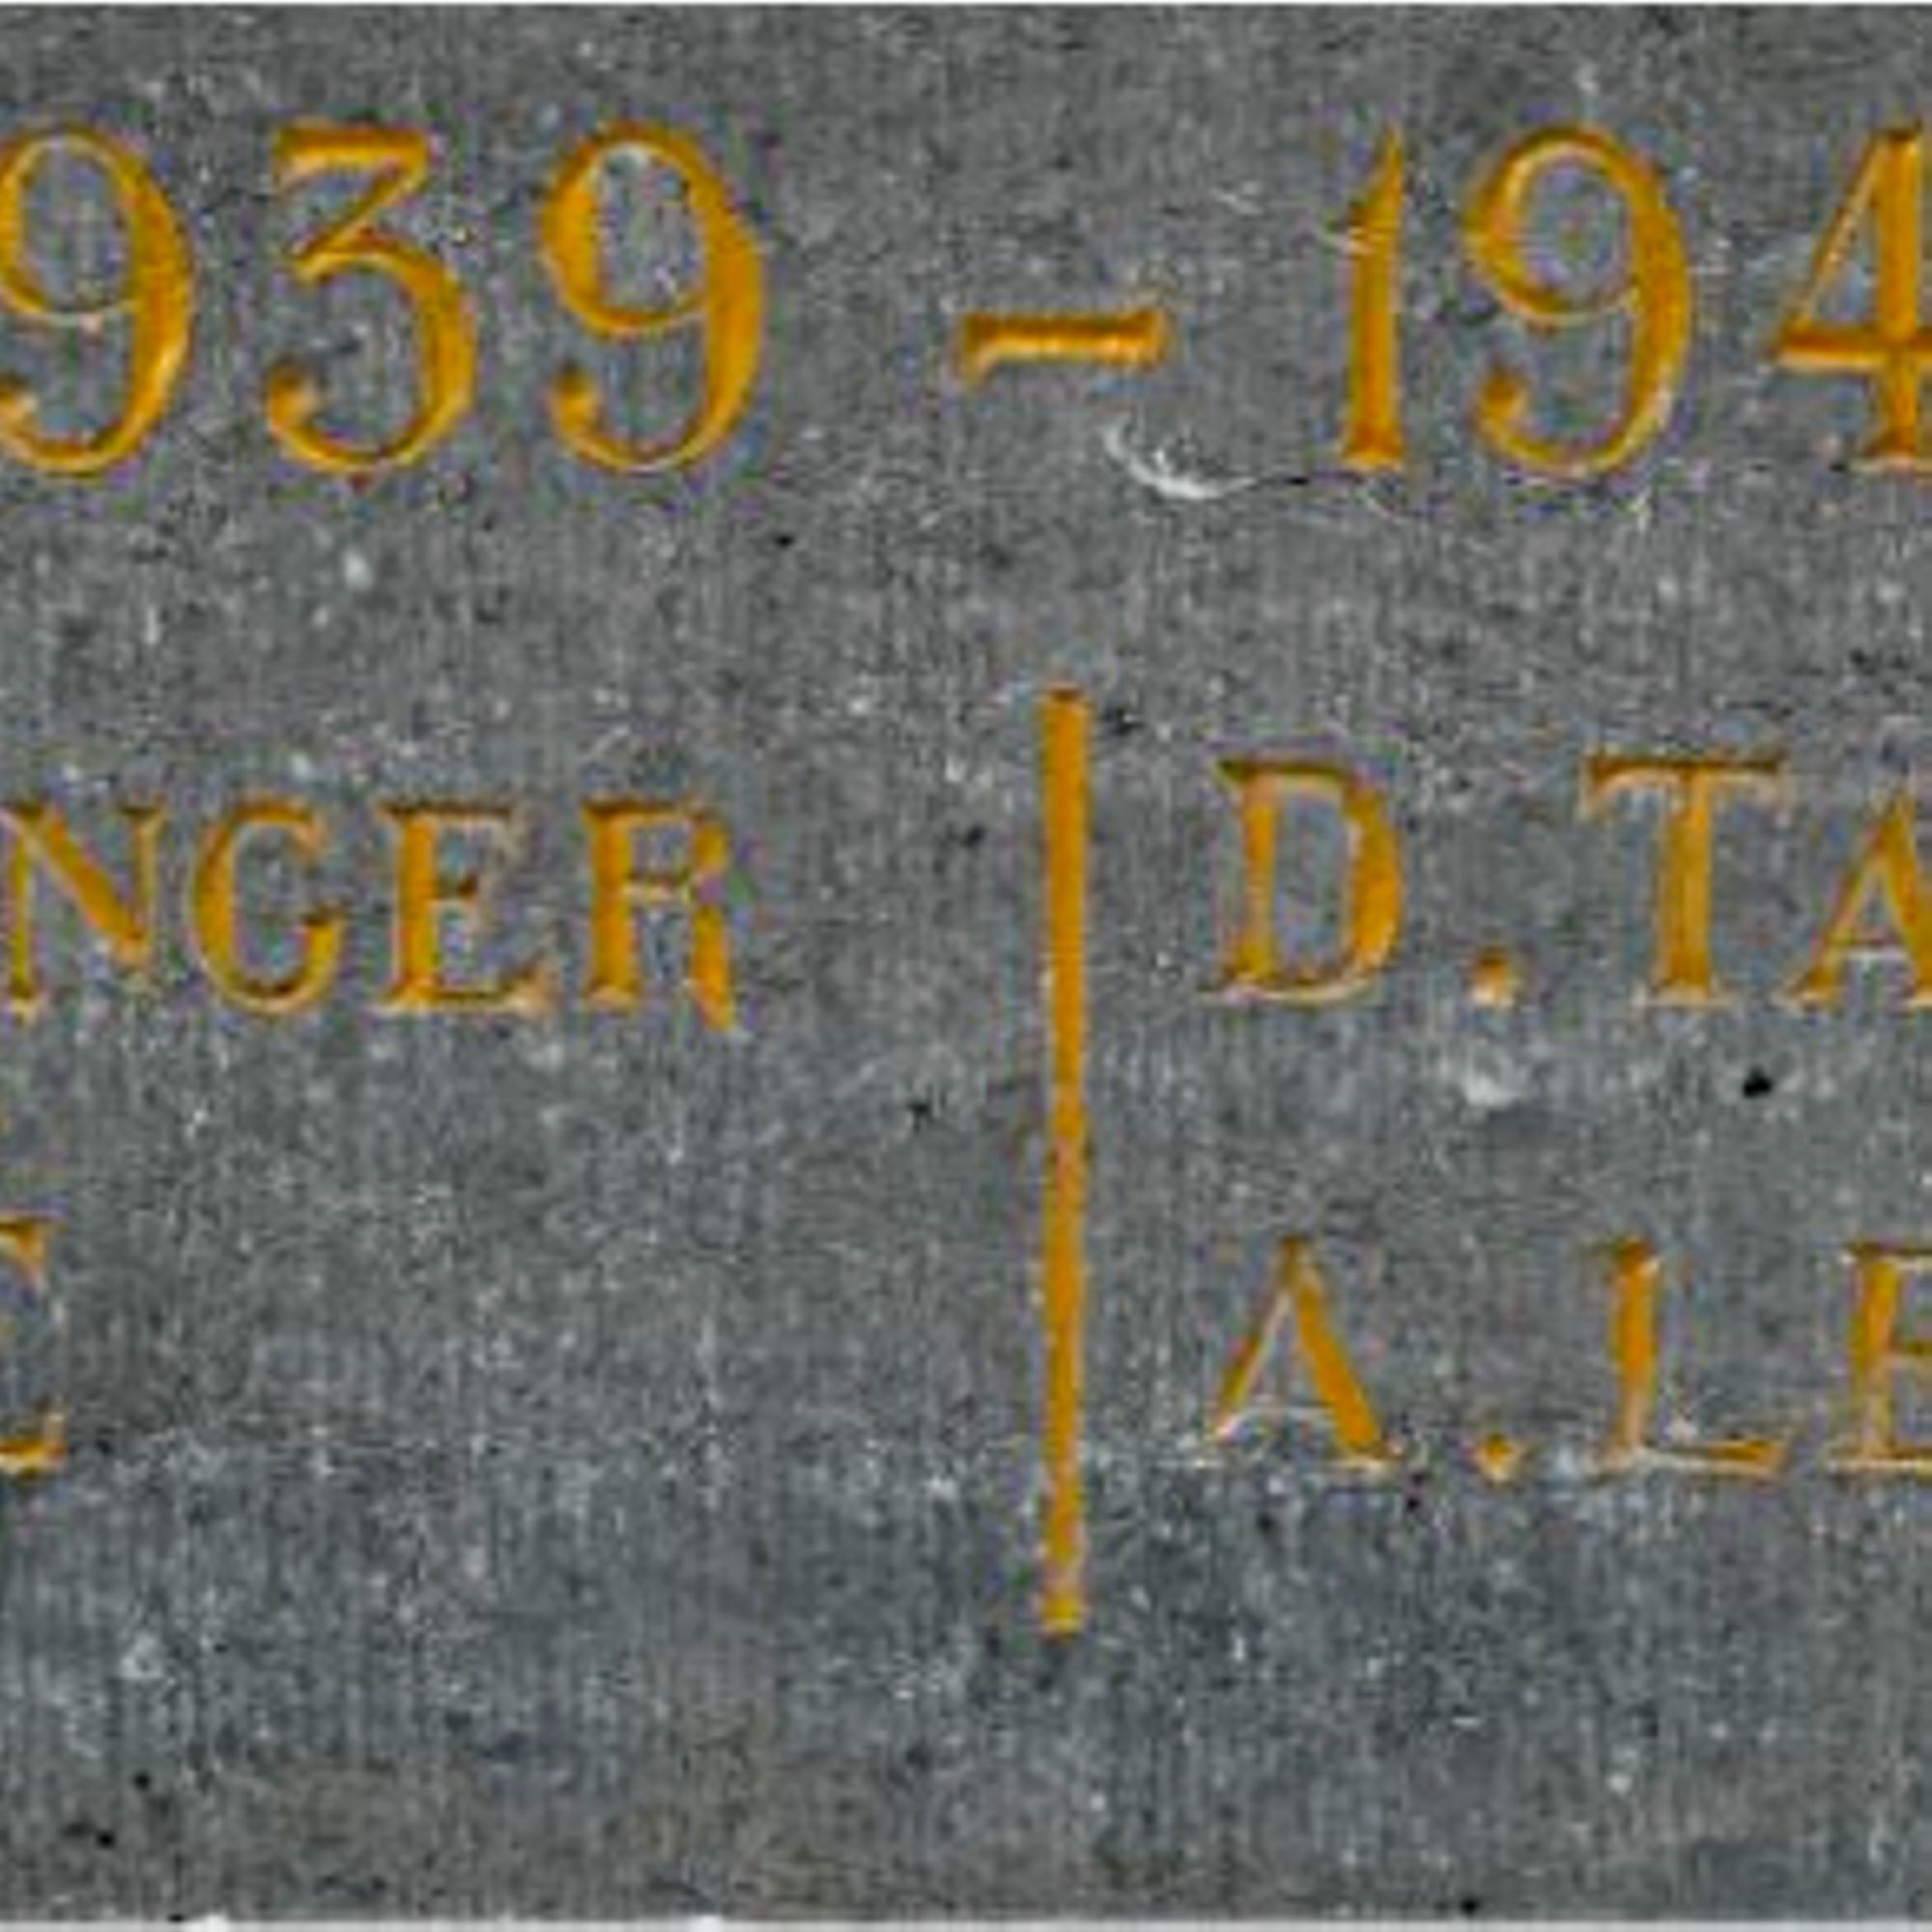 939 - 194
NGER D. TA
E A. LE